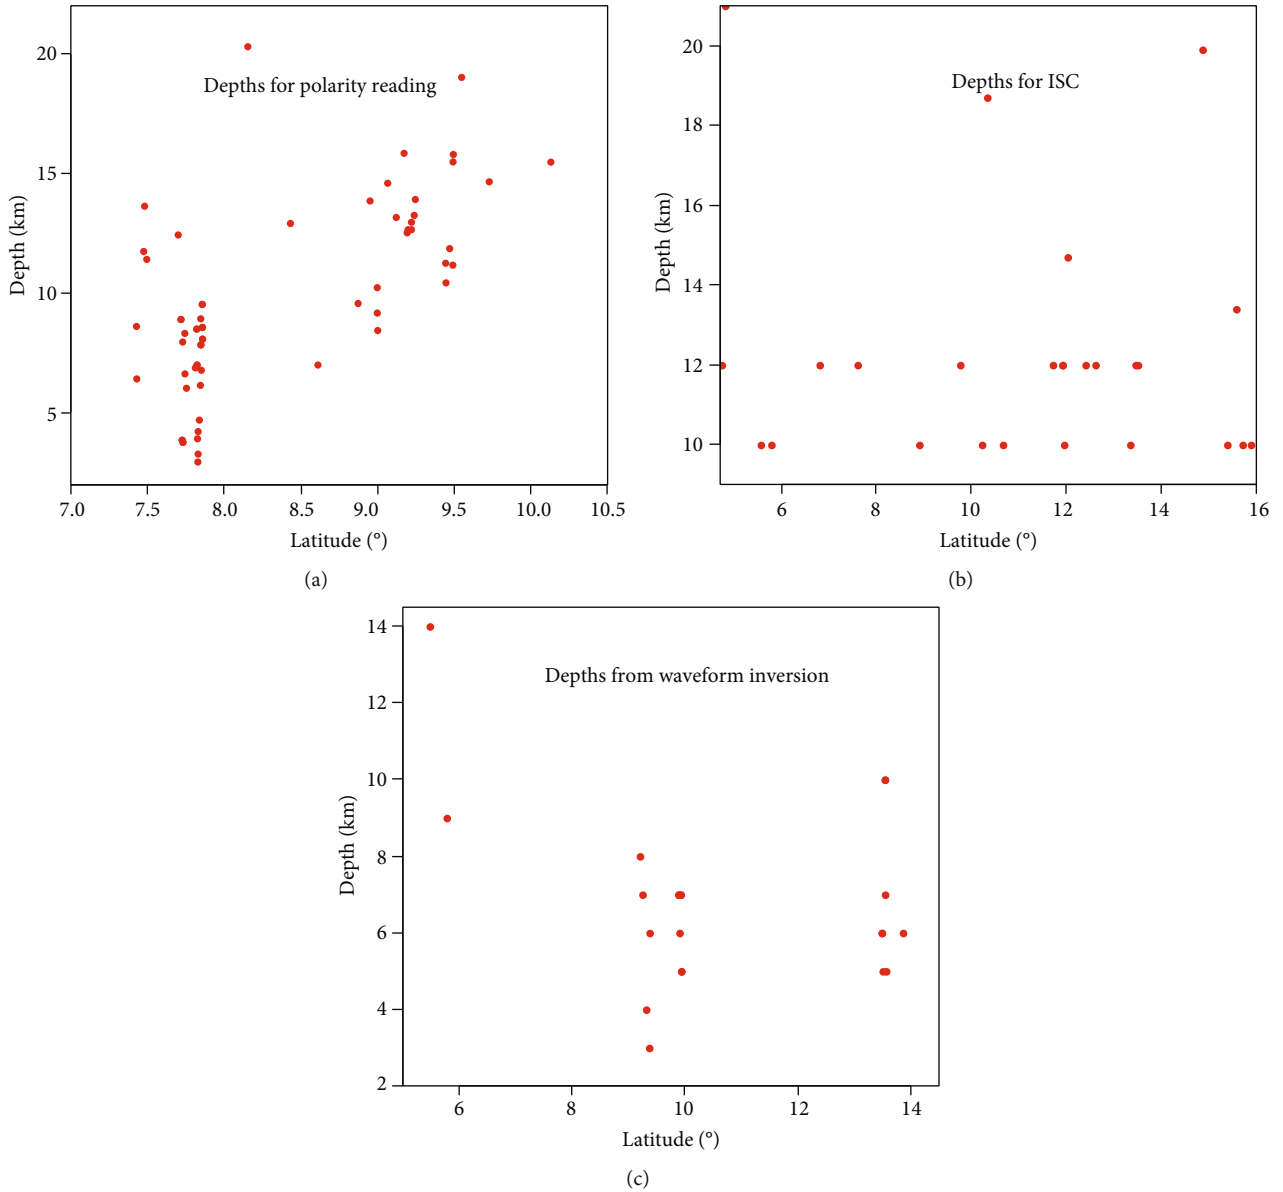 20
15
10
5
Depth (km)
Depths for polarity reading
7.0 7.5 8.0 8.5 9.0 9.5 10.0 10.5
Latitude (°)
(a)
20
18
16
14
12
10
Depth (km)
Depths for ISC
6 8 10 12 14 16
Latitude (°)
(b)
14
12
10
8
6
4
2
Depth (km)
Depths from waveform inversion
6 8 10 12 14
Latitude (°)
(c)